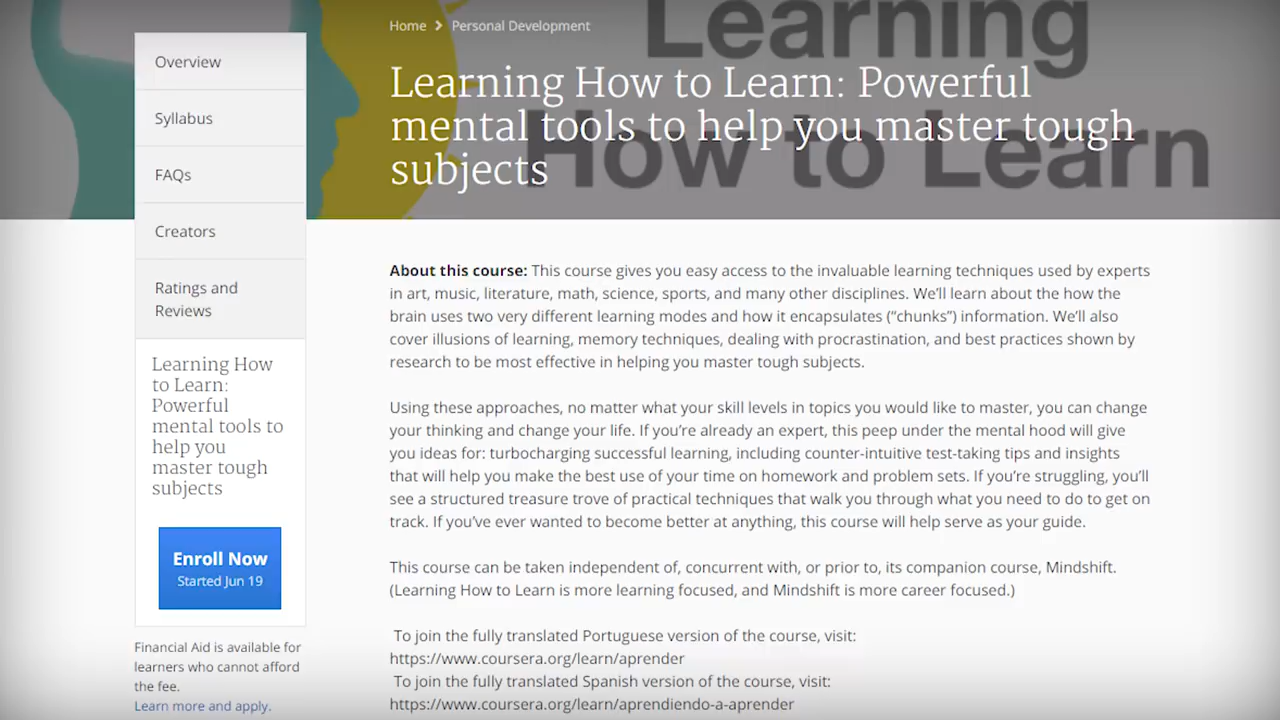 Home > Personal Development
Learning
How to Learn
Learning How to Learn: Powerful
mental tools to help you master tough
subjects
Overview
Syllabus
FAQs
Creators
Ratings and
Reviews
Learning How
to Learn:
Powerful
mental tools to
help you
master tough
subjects
Enroll Now
Started Jun 19
Financial Aid is available for
learners who cannot afford
the fee.
Learn more and apply.
About this course: This course gives you easy access to the invaluable learning techniques used by experts
in art, music, literature, math, science, sports, and many other disciplines. We’ll learn about the how the
brain uses two very different learning modes and how it encapsulates (“chunks”) information. We’ll also
cover illusions of learning, memory techniques, dealing with procrastination, and best practices shown by
research to be most effective in helping you master tough subjects.
Using these approaches, no matter what your skill levels in topics you would like to master, you can change
your thinking and change your life. If you’re already an expert, this peep under the mental hood will give
you ideas for: turbocharging successful learning, including counter-intuitive test-taking tips and insights
that will help you make the best use of your time on homework and problem sets. If you’re struggling, you’ll
see a structured treasure trove of practical techniques that walk you through what you need to do to get on
track. If you’ve ever wanted to become better at anything, this course will help serve as your guide.
This course can be taken independent of, concurrent with, or prior to, its companion course, Mindshift.
(Learning How to Learn is more learning focused, and Mindshift is more career focused.)
To join the fully translated Portuguese version of the course, visit:
https://www.coursera.org/learn/aprender
To join the fully translated Spanish version of the course, visit:
https://www.coursera.org/learn/aprendiendo-a-aprender